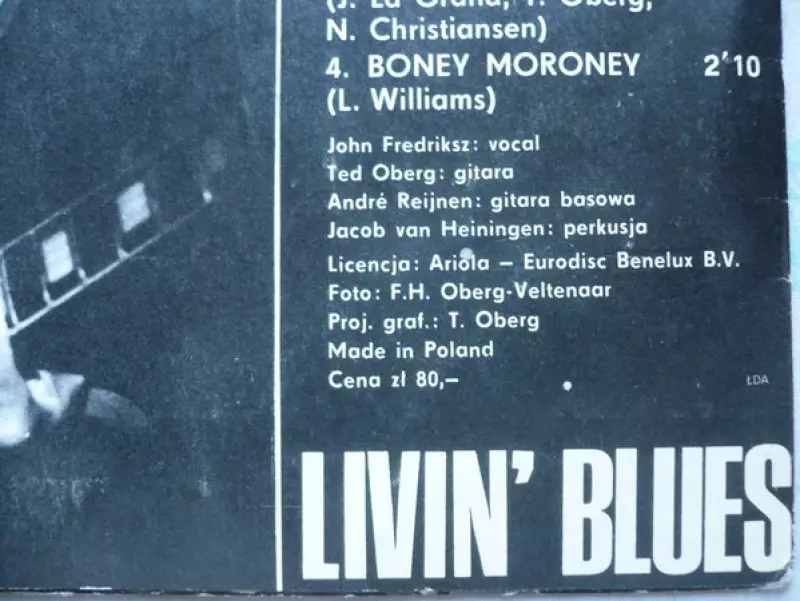 N. Christiansen)
4. BONEY MORONEY 2'10
(L. Williams)
John Fredriksz: vocal
Ted Oberg: gitara
André Reijnen: gitara basowa
Jacob van Heiningen: perkusja
Licencja: Ariola – Eurodisc Benelux B.V.
Foto: F.H. Oberg-Veltenaar
Proj. graf.: T. Oberg
Made in Poland
Cena zł 80,–
ŁDA
LIVIN' BLUES